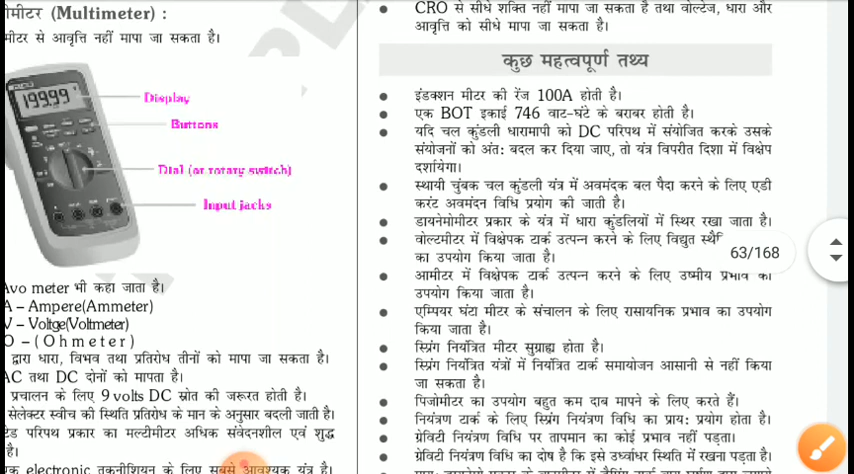 मीटर (Multimeter) :
मीटर से आवृत्ति नहीं मापा जा सकता है।
199.99
Display
Buttons
Dial (or rotary switch)
Input jacks
Avo meter भी कहा जाता है।
A – Ampere(Ammeter)
V – Voltge(Voltmeter)
O – ( O h m e t e r )
द्वारा धारा, विभव तथा प्रतिरोध तीनों को मापा जा सकता है।
AC तथा DC दोनों को मापता है।
प्रचालन के लिए 9 volts DC स्रोत की जरूरत होती है।
सेलेक्टर स्वीच की स्थिति प्रतिरोध के मान के अनुसार बदली जाती है।
परिपथ प्रकार का मल्टीमीटर अधिक संवेदनशील एवं शुद्ध
है।
एक electronic तकनीशियन के लिए सबसे आवश्यक यंत्र है।
● CRO से सीधे शक्ति नहीं मापा जा सकता है तथा वोल्टेज, धारा और
आवृत्ति को सीधे मापा जा सकता है।
कुछ महत्वपूर्ण तथ्य
● इंडक्शन मीटर की रेंज 100A होती है।
● एक BOT इकाई 746 वाट-घंटे के बराबर होती है।
● यदि चल कुंडली धारामापी को DC परिपथ में संयोजित करके उसके
संयोजनों को अंत: बदल कर दिया जाए, तो यंत्र विपरीत दिशा में विक्षेप
दर्शायेगा।
● स्थायी चुंबक चल कुंडली यंत्र में अवमंदक बल पैदा करने के लिए एडी
करंट अवमंदन विधि प्रयोग की जाती है।
● डायनेमोमीटर प्रकार के यंत्र में धारा कुंडलियों में स्थिर रखा जाता है।
● वोल्टमीटर में विक्षेपक टार्क उत्पन्न करने के लिए विद्युत
का उपयोग किया जाता है।
63/168
● आमीटर में विक्षेपक टार्क उत्पन्न करने के लिए उष्मीय प्रभाव का
उपयोग किया जाता है।
● एम्पियर घंटा मीटर के संचालन के लिए रासायनिक प्रभाव का उपयोग
किया जाता है।
● स्प्रिंग नियंत्रित मीटर सुग्राह्य होता है।
● स्प्रिंग नियंत्रित यंत्रों में नियंत्रित टार्क समायोजन आसानी से नहीं किया
जा सकता है।
● पिजोमीटर का उपयोग बहुत कम दाब मापने के लिए करते हैं।
● नियंत्रण टार्क के लिए स्प्रिंग नियंत्रण विधि का प्राय: प्रयोग होता है।
● ग्रेविटी नियंत्रण विधि पर तापमान का कोई प्रभाव नहीं पड़ता।
● ग्रेविटी नियंत्रण विधि का दोष है कि इसे उर्ध्वाधर स्थिति में रखना पड़ता है।